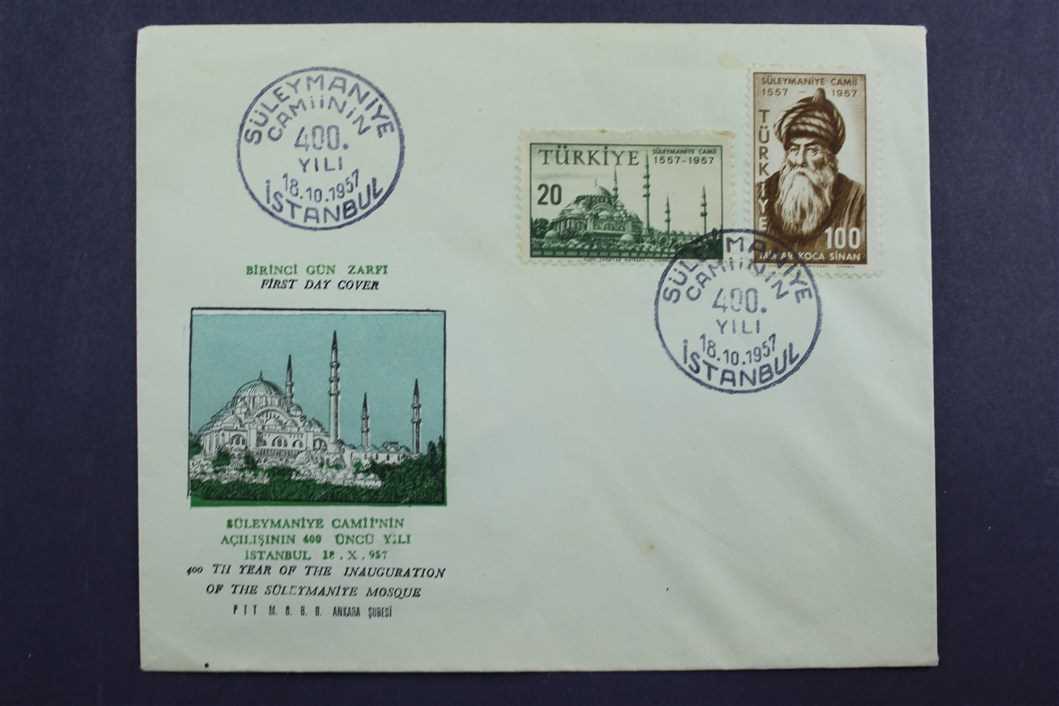 SÜLEYMANİYE
CAMİİNİN
400.
YILI
18.10.1957
İSTANBUL
TÜRKİYE
SÜLEYMANİYE CAMİİ
1557-1957
20
SÜLEYMANİYE CAMİİ
1557 - 1957
TÜRKİYE
100
MİMAR KOCA SİNAN
SÜLEYMANİYE
CAMİİNİN
400.
YILI
18.10.1957
İSTANBUL
BİRİNCİ GÜN ZARFI
FIRST DAY COVER
SÜLEYMANİYE CAMİİ'NİN
AÇILIŞININ 400 ÜNCÜ YILI
İSTANBUL 18 . X . 957
400 TH YEAR OF THE INAUGURATION
OF THE SÜLEYMANİYE MOSQUE
ANKARA ŞUBESİ